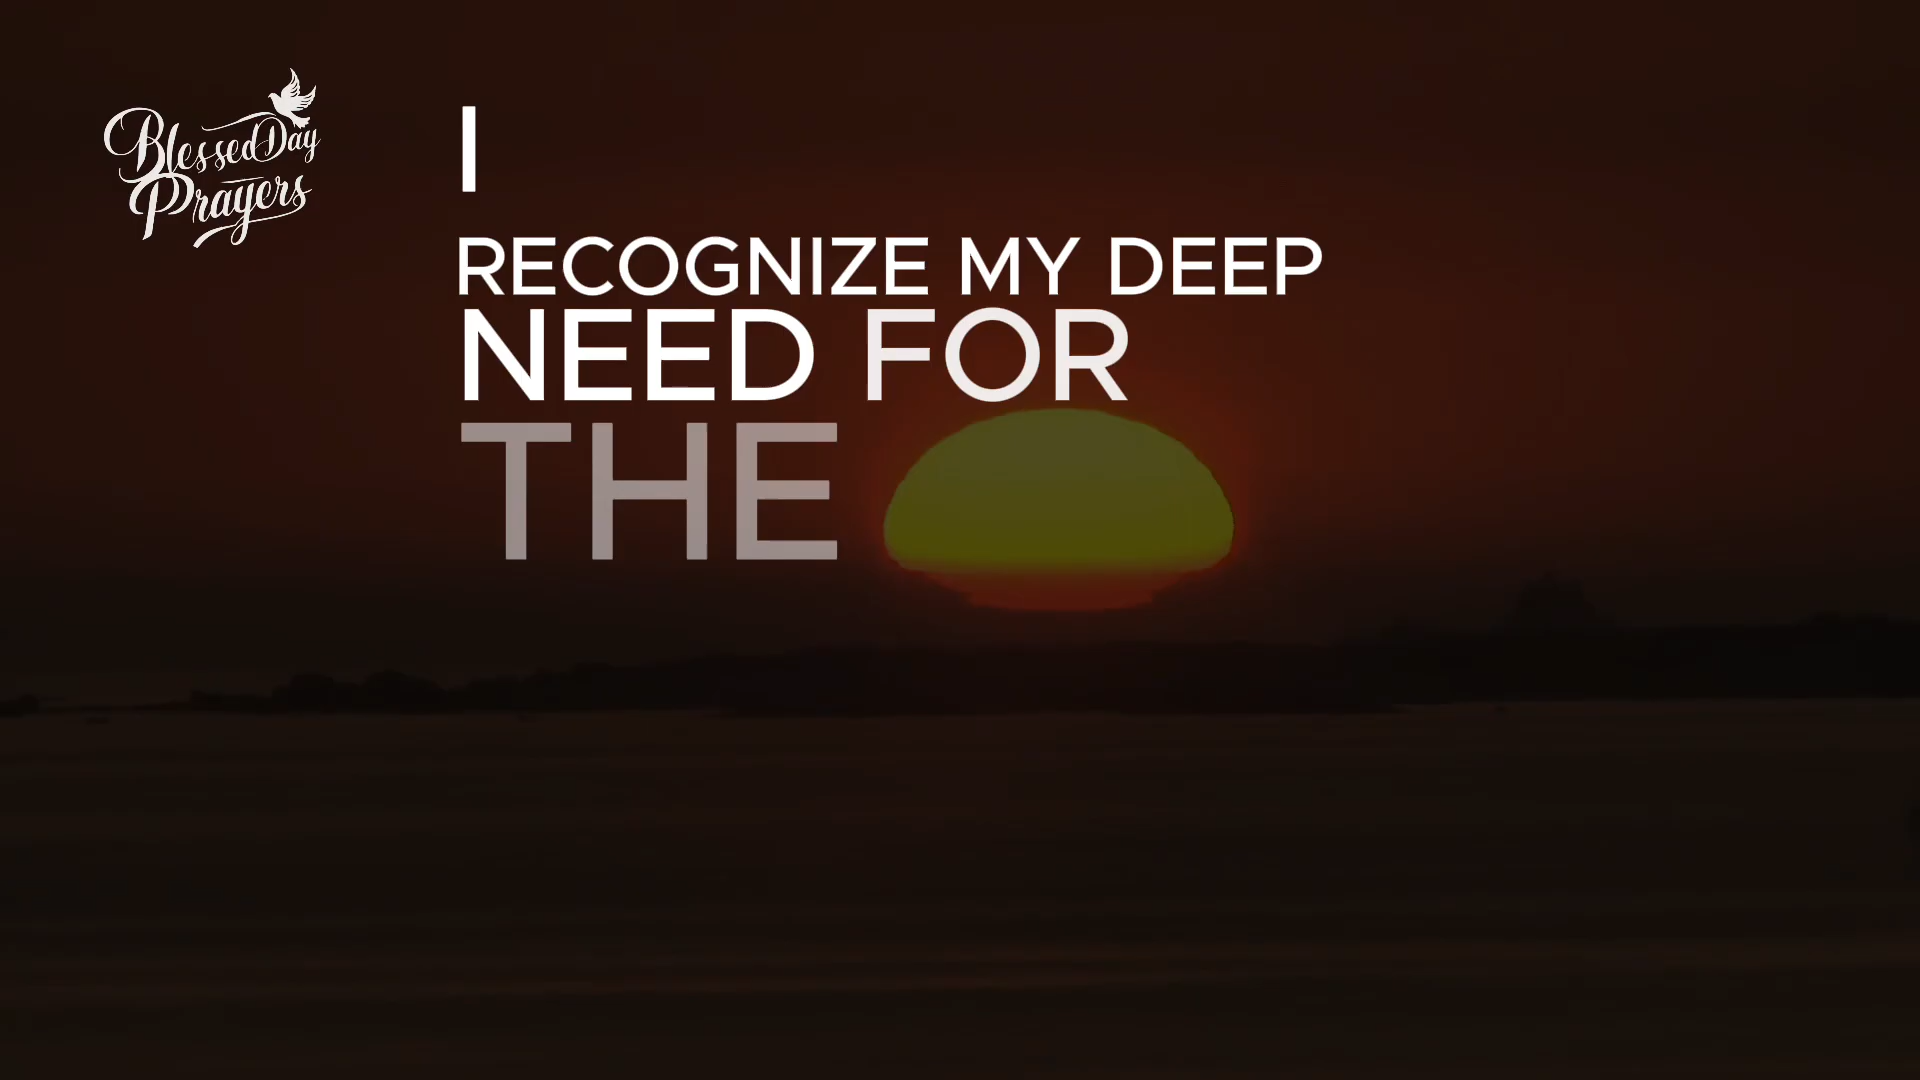 Blessed Day
Prayers
I
RECOGNIZE MY DEEP
NEED FOR
THE